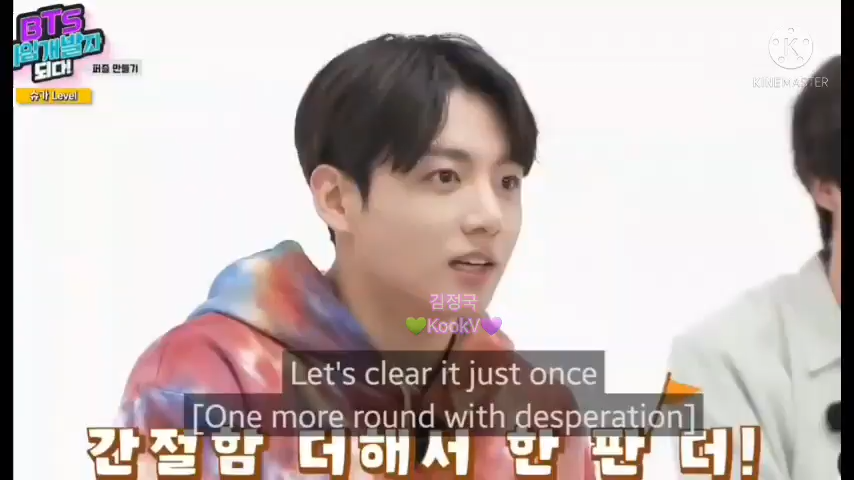 BTS
게임개발자
되다!
퍼즐 만들기
슈가 Level
KINEMASTER
김정국
💚KookV💜
Let's clear it just once
[One more round with desperation]
간절함 더해서 한 판 더!